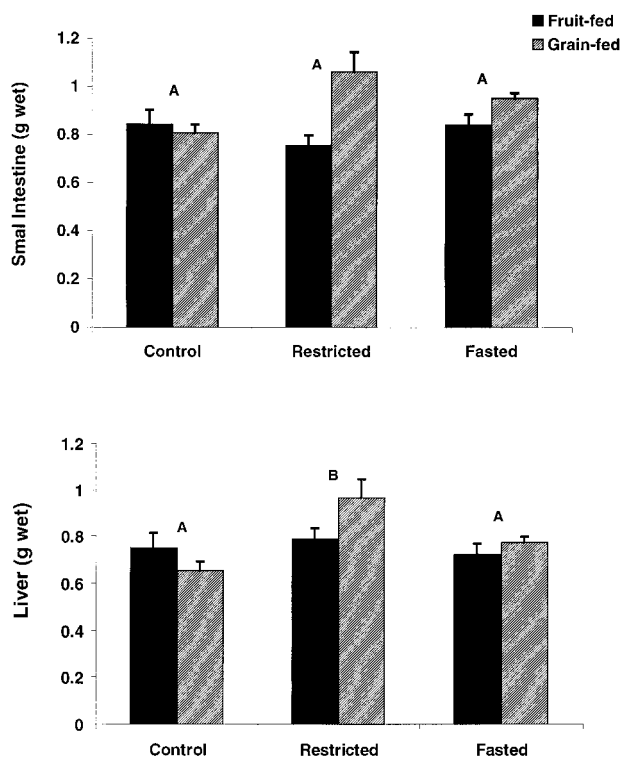 Fruit-fed
Grain-fed
1.2
1
0.8
0.6
0.4
0.2
0
Smal Intestine (g wet)
A
A
A
Control Restricted Fasted
1.2
1
0.8
0.6
0.4
0.2
0
Liver (g wet)
A
B
A
Control Restricted Fasted